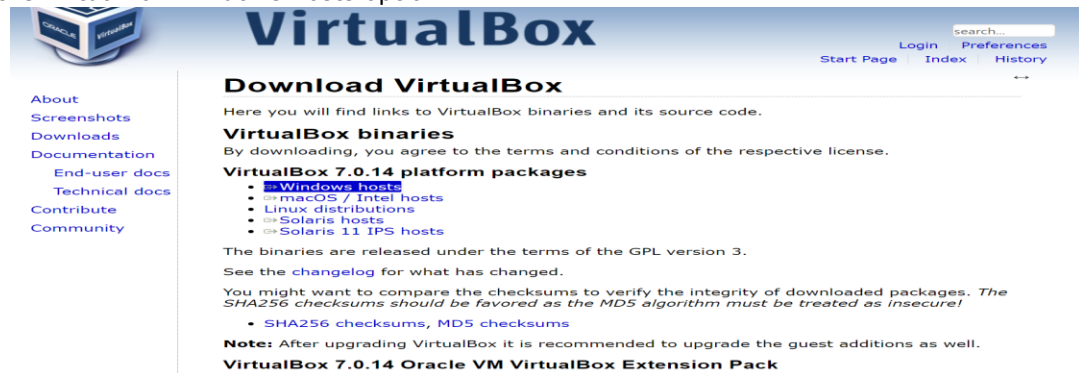 VirtualBox
search...
Login Preferences
Start Page Index History
About
Screenshots
Downloads
Documentation
End-user docs
Technical docs
Contribute
Community
Download VirtualBox
Here you will find links to VirtualBox binaries and its source code.
VirtualBox binaries
By downloading, you agree to the terms and conditions of the respective license.
VirtualBox 7.0.14 platform packages
Windows hosts
macOS / Intel hosts
Linux distributions
Solaris hosts
Solaris 11 IPS hosts
The binaries are released under the terms of the GPL version 3.
See the changelog for what has changed.
You might want to compare the checksums to verify the integrity of downloaded packages. The
SHA256 checksums should be favored as the MD5 algorithm must be treated as insecure!
SHA256 checksums, MD5 checksums
Note: After upgrading VirtualBox it is recommended to upgrade the guest additions as well.
VirtualBox 7.0.14 Oracle VM VirtualBox Extension Pack